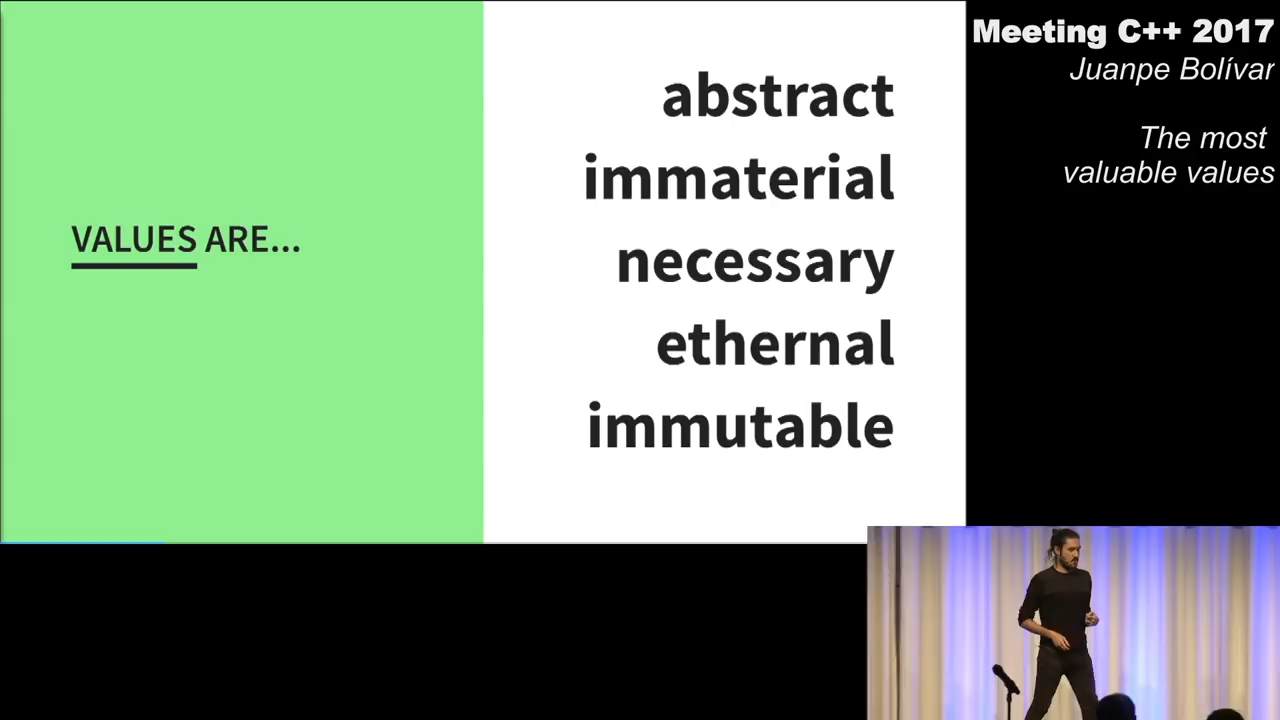 VALUES ARE...
abstract
immaterial
necessary
ethernal
immutable
Meeting C++ 2017
Juanpe Bolívar
The most
valuable values